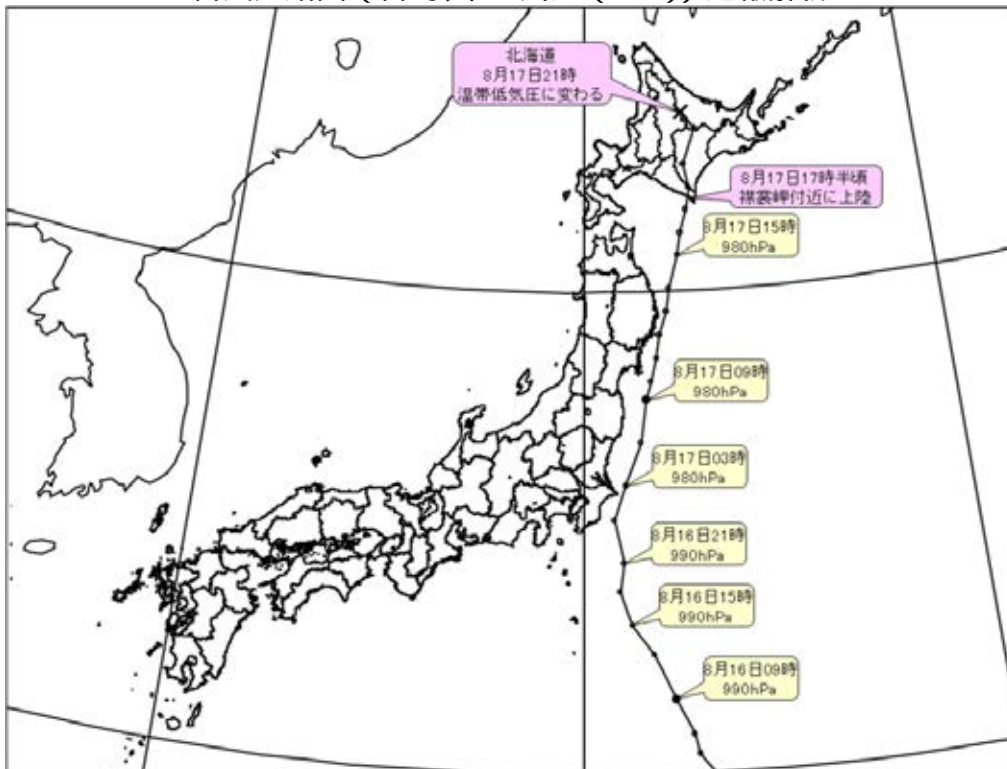 北海道
8月17日21時
温帯低気圧に変わる
8月17日17時半頃
襟裳岬付近に上陸
8月17日15時
980hPa
8月17日09時
980hPa
8月17日03時
980hPa
8月16日21時
990hPa
8月16日15時
990hPa
8月16日09時
990hPa